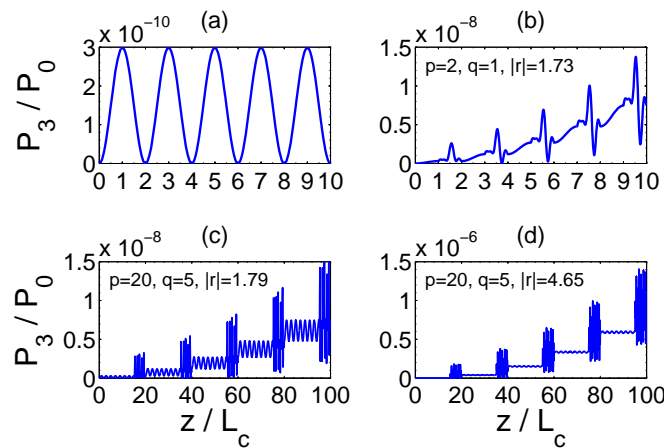 (a) (b)
× 10⁻¹⁰ × 10⁻⁸
3 1.5
p=2, q=1, |r|=1.73
2 1
P₃ / P₀
1 0.5
0 0
0 1 2 3 4 5 6 7 8 9 10 0 1 2 3 4 5 6 7 8 9 10
(c) (d)
× 10⁻⁸ × 10⁻⁶
1.5 1.5
p=20, q=5, |r|=1.79 p=20, q=5, |r|=4.65
1 1
P₃ / P₀
0.5 0.5
0 0
0 20 40 60 80 100 0 20 40 60 80 100
z / L_c z / L_c